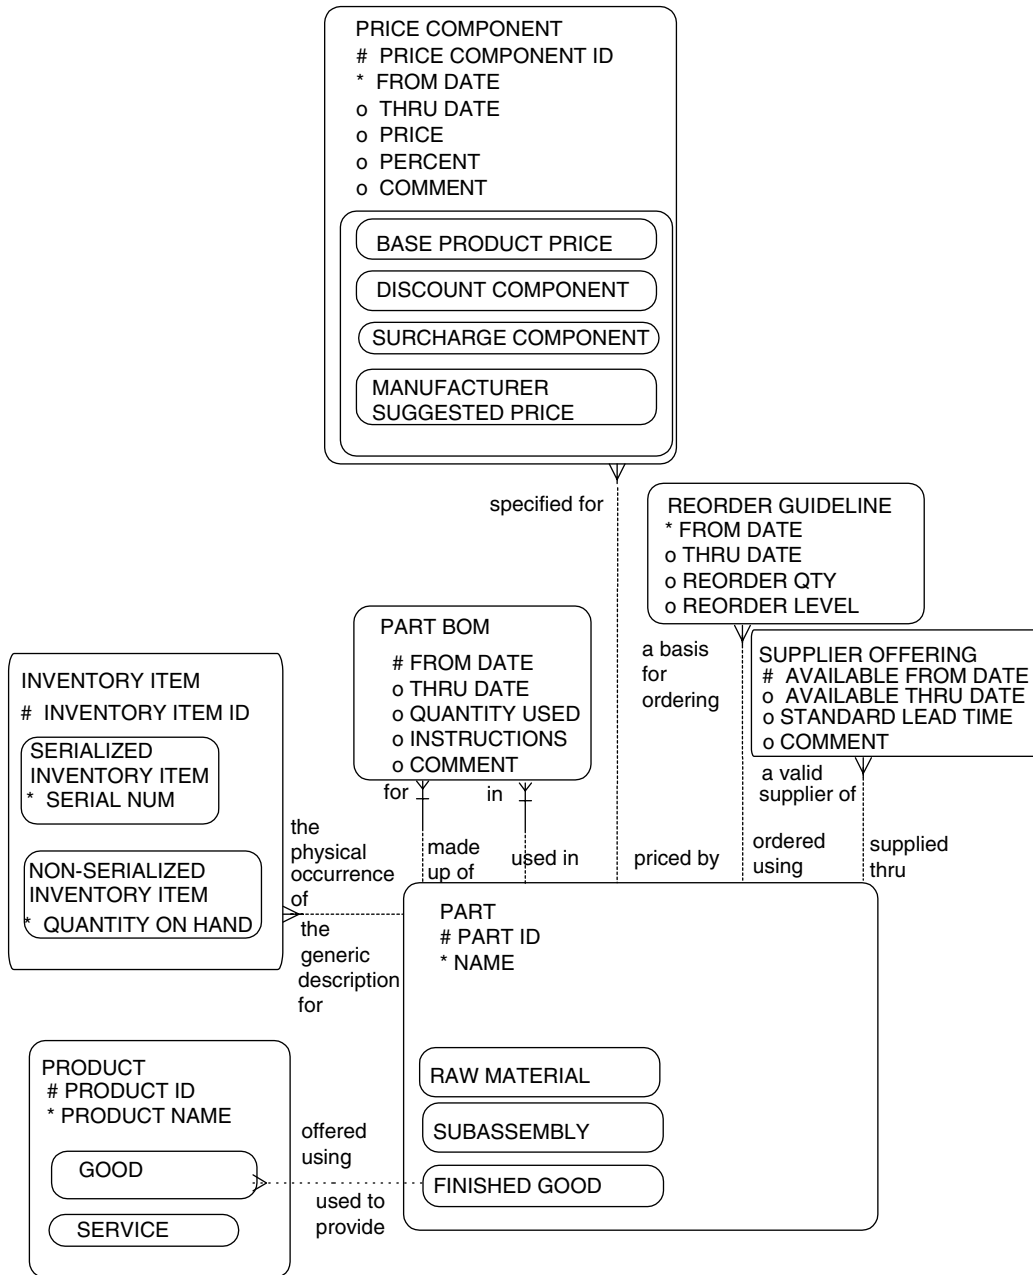 PRICE COMPONENT
# PRICE COMPONENT ID
* FROM DATE
o THRU DATE
o PRICE
o PERCENT
o COMMENT
BASE PRODUCT PRICE
DISCOUNT COMPONENT
SURCHARGE COMPONENT
MANUFACTURER
SUGGESTED PRICE
specified for
REORDER GUIDELINE
* FROM DATE
o THRU DATE
o REORDER QTY
o REORDER LEVEL
a basis
for
ordering
SUPPLIER OFFERING
# AVAILABLE FROM DATE
o AVAILABLE THRU DATE
o STANDARD LEAD TIME
o COMMENT
a valid
supplier of
PART BOM
# FROM DATE
o THRU DATE
o QUANTITY USED
o INSTRUCTIONS
o COMMENT
for
in
made
up of
used in
priced by
ordered
using
supplied
thru
INVENTORY ITEM
# INVENTORY ITEM ID
SERIALIZED
INVENTORY ITEM
* SERIAL NUM
NON-SERIALIZED
INVENTORY ITEM
* QUANTITY ON HAND
the
physical
occurrence
of
the
generic
description
for
PART
# PART ID
* NAME
RAW MATERIAL
SUBASSEMBLY
FINISHED GOOD
PRODUCT
# PRODUCT ID
* PRODUCT NAME
GOOD
SERVICE
offered
using
used to
provide